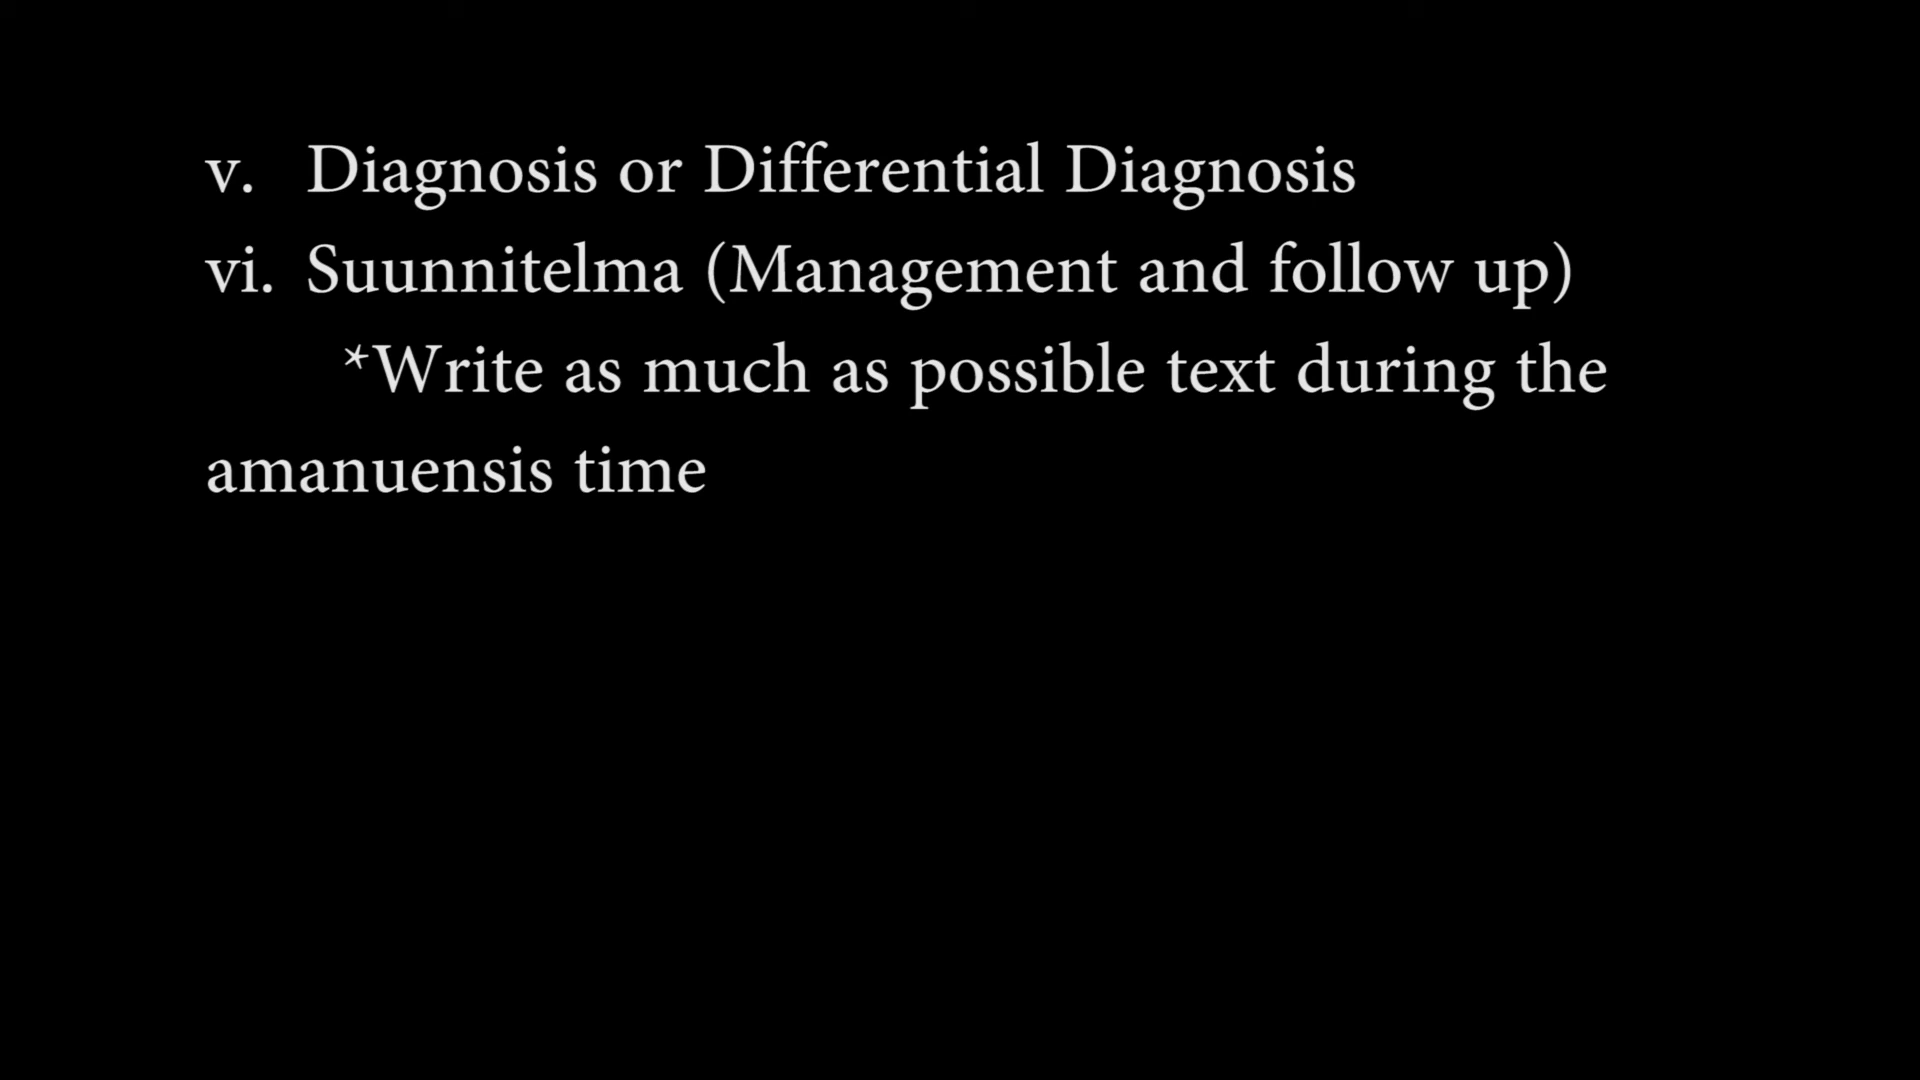 v. Diagnosis or Differential Diagnosis
vi. Suunnitelma (Management and follow up)
*Write as much as possible text during the
amanuensis time